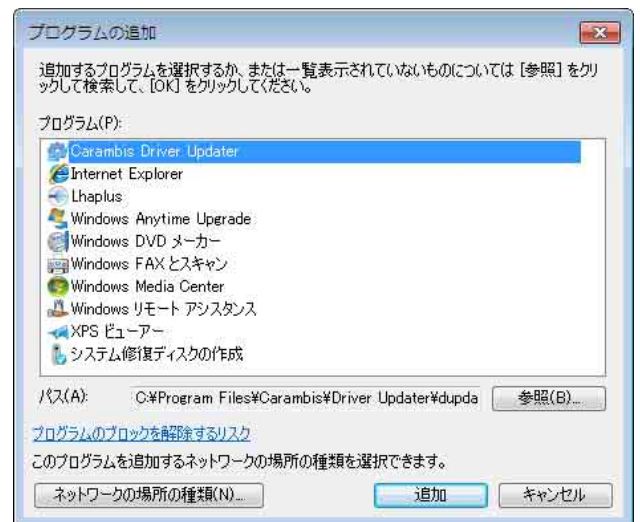 プログラムの追加
追加するプログラムを選択するか、または一覧表示されていないものについては [参照] をクリ
ックして検索して、[OK] をクリックしてください。
プログラム(P):
Carambis Driver Updater
Internet Explorer
Lhaplus
Windows Anytime Upgrade
Windows DVD メーカー
Windows FAX とスキャン
Windows Media Center
Windows リモート アシスタンス
XPS ビューアー
システム修復ディスクの作成
パス(A): C:¥Program Files¥Carambis¥Driver Updater¥dupda 参照(B)...
プログラムのブロックを解除するリスク
このプログラムを追加するネットワークの場所の種類を選択できます。
ネットワークの場所の種類(N)... 追加 キャンセル